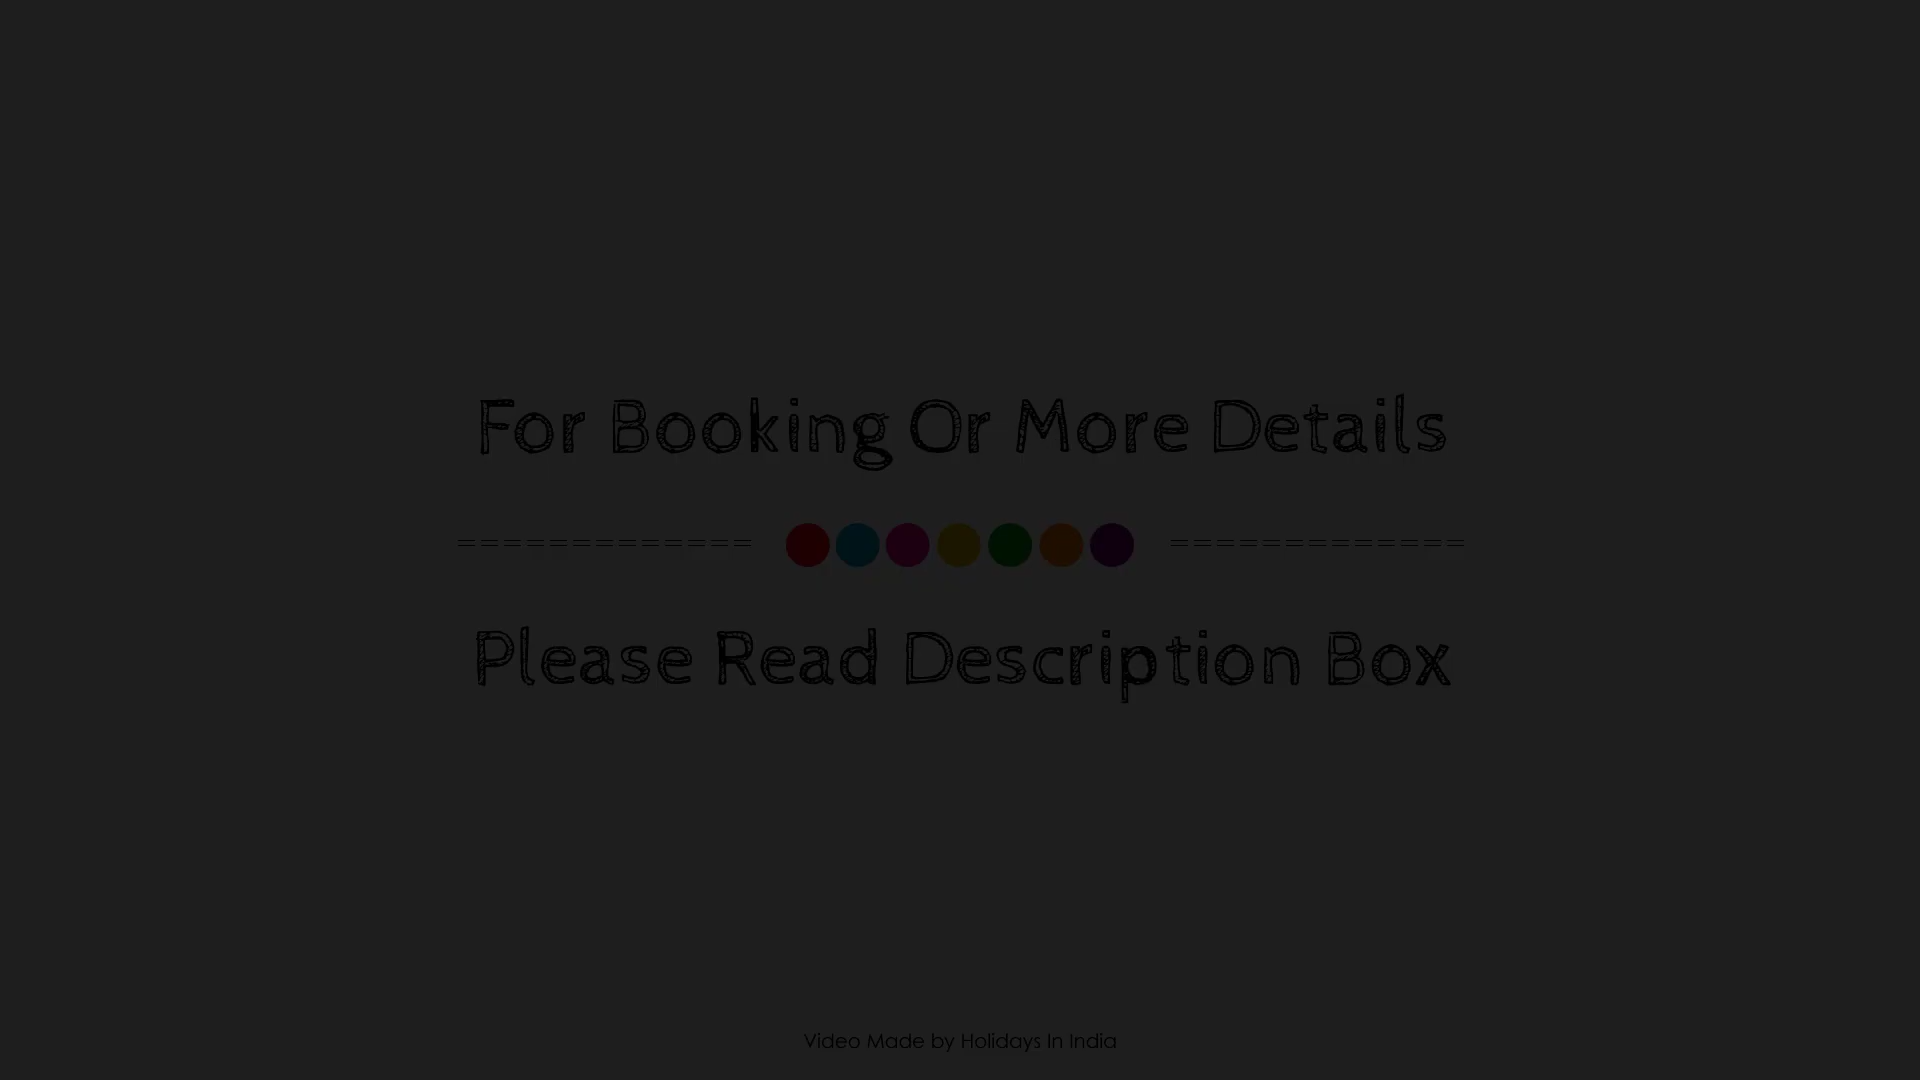 For Booking Or More Details
============= =============
Please Read Description Box
Video Made by Holidays In India